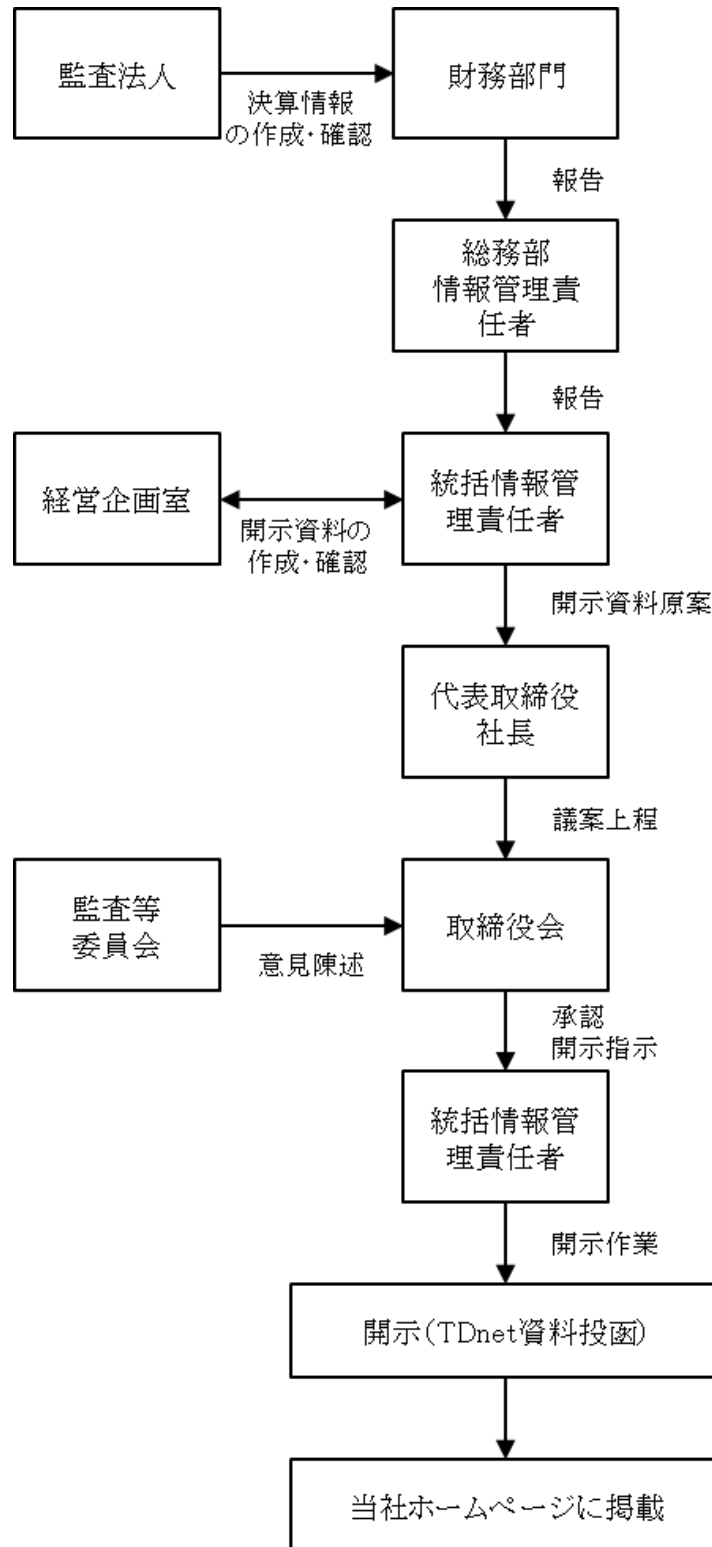 監査法人
財務部門
決算情報
の作成・確認
報告
総務部
情報管理責
任者
報告
経営企画室
統括情報管
理責任者
開示資料の
作成・確認
開示資料原案
代表取締役
社長
議案上程
監査等
委員会
取締役会
意見陳述
承認
開示指示
統括情報管
理責任者
開示作業
開示(TDnet資料投函)
当社ホームページに掲載